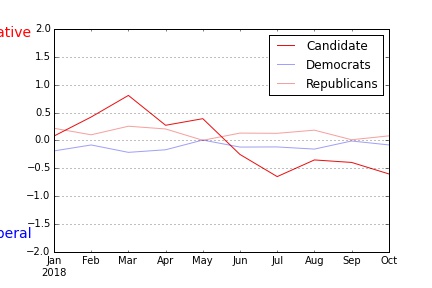 ative
peral
2.0
1.5
1.0
0.5
0.0
−0.5
−1.0
−1.5
−2.0
Candidate
Democrats
Republicans
Jan Feb Mar Apr May Jun Jul Aug Sep Oct
2018